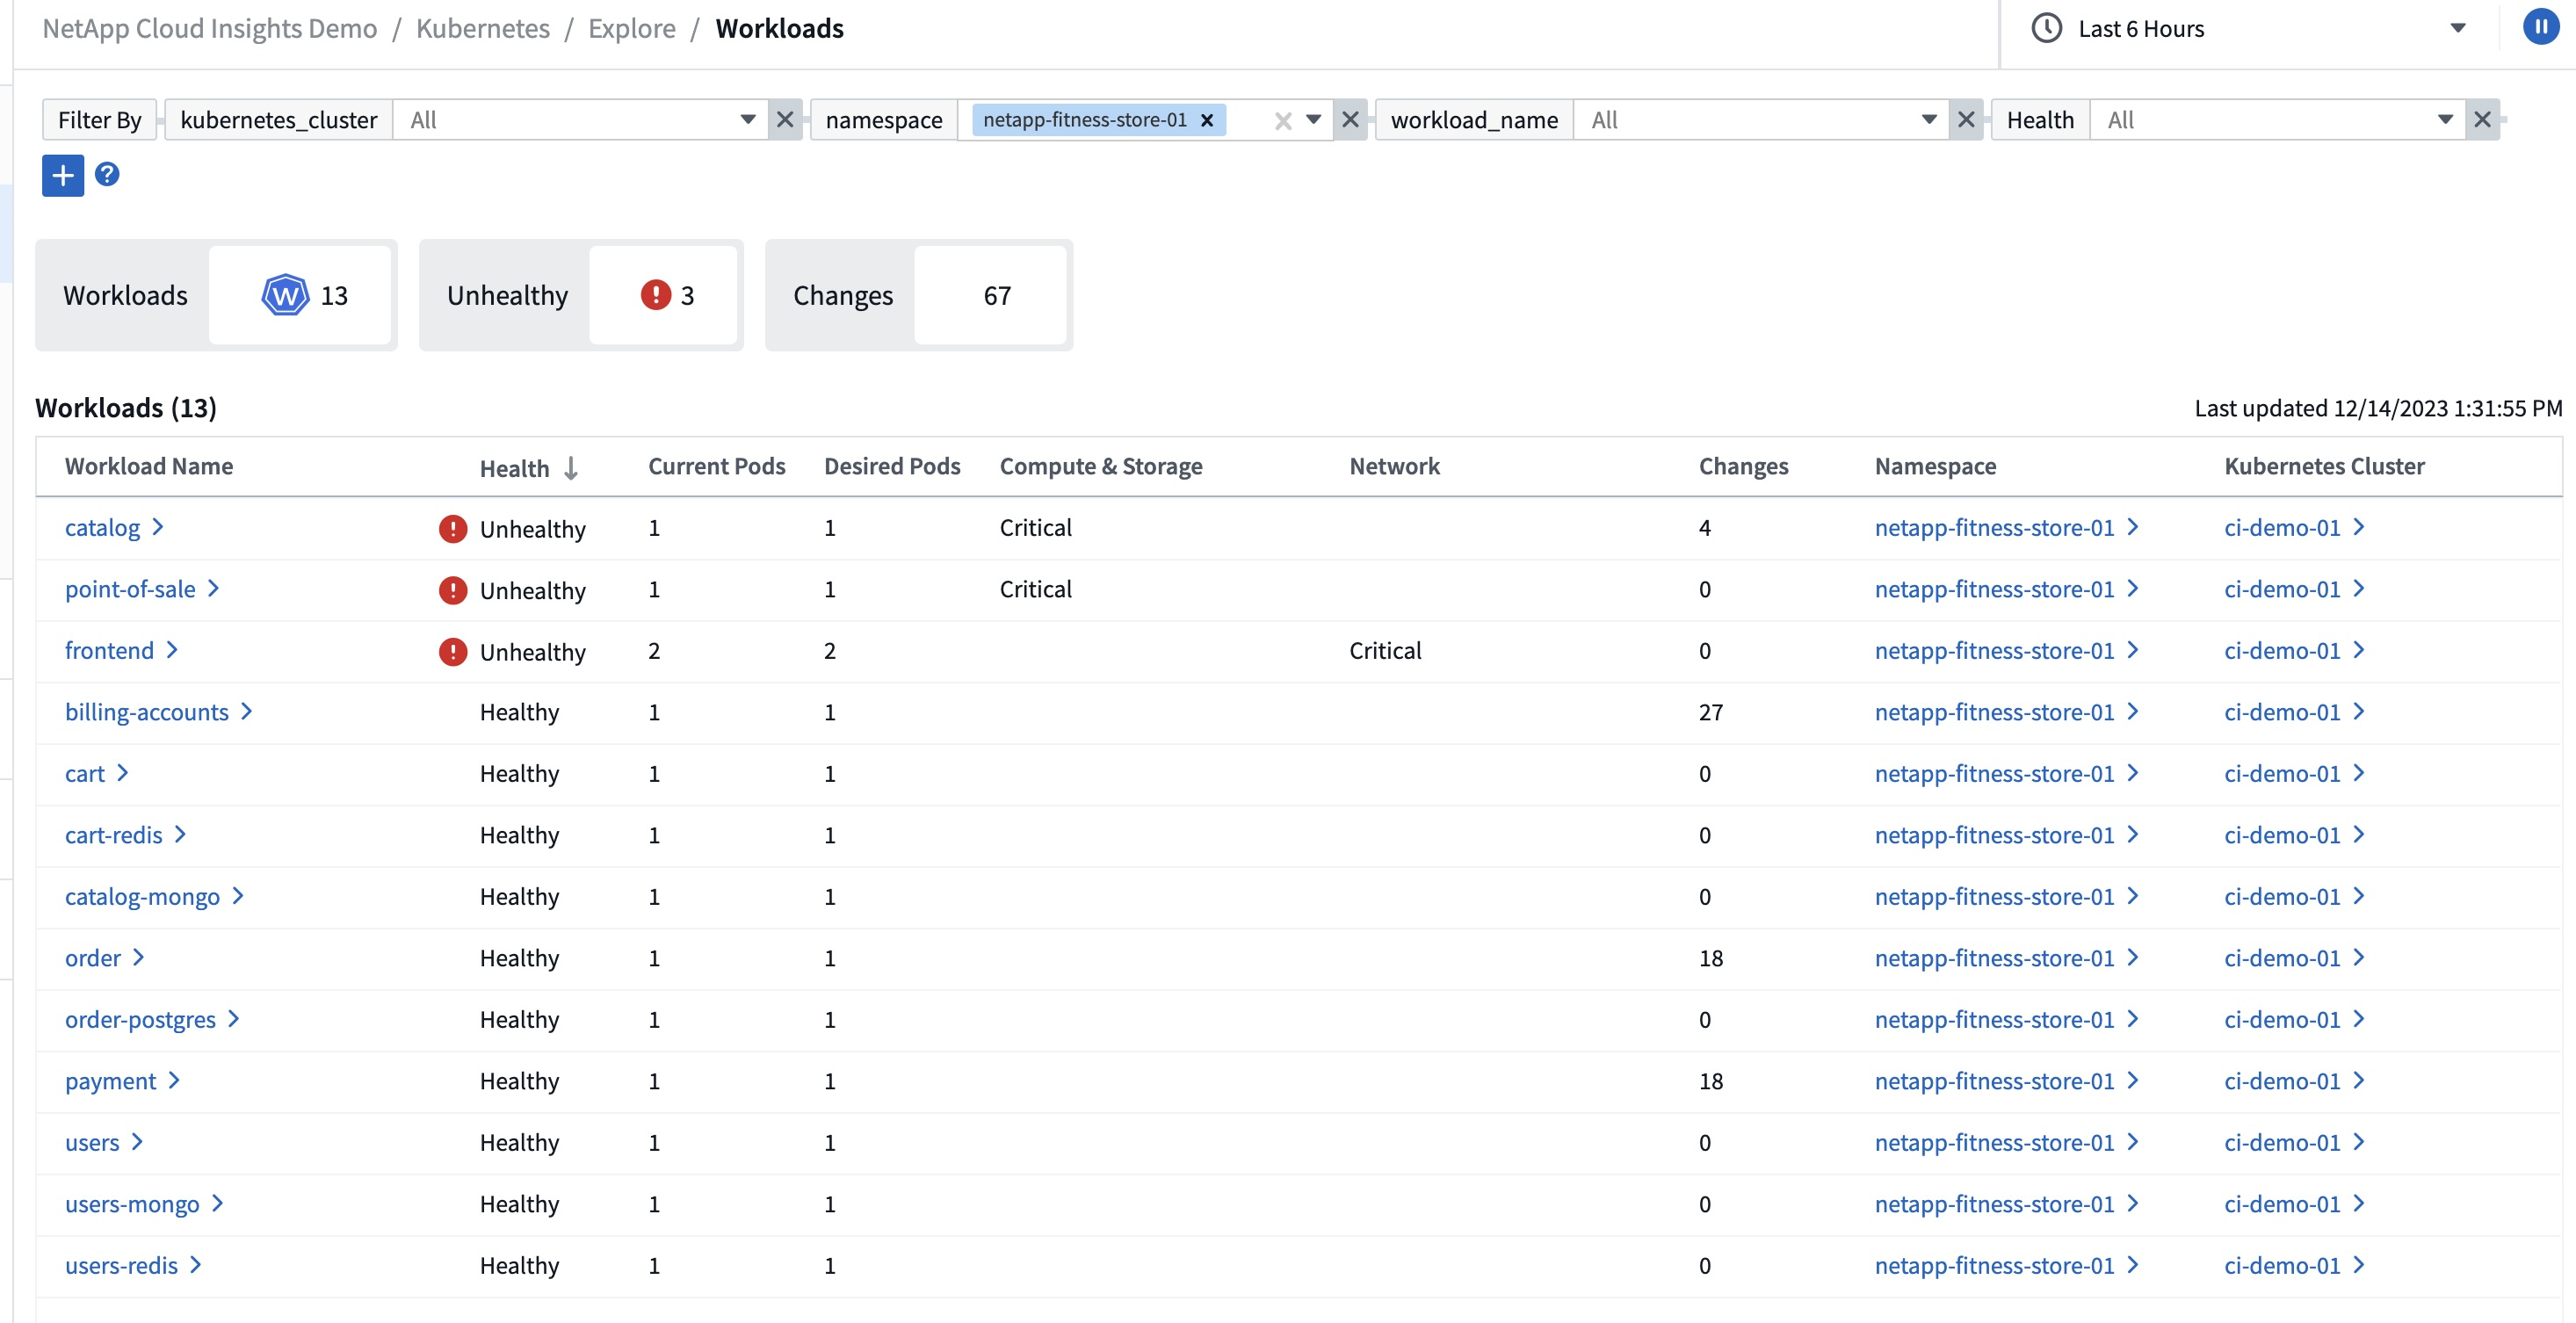 NetApp Cloud Insights Demo / Kubernetes / Explore / Workloads
Last 6 Hours
Filter By kubernetes_cluster All namespace netapp-fitness-store-01 workload_name All Health All
+ ?
Workloads W 13 Unhealthy ! 3 Changes 67
Workloads (13)
Last updated 12/14/2023 1:31:55 PM
Workload Name Health ↓ Current Pods Desired Pods Compute & Storage Network Changes Namespace Kubernetes Cluster
catalog > ! Unhealthy 1 1 Critical 4 netapp-fitness-store-01 > ci-demo-01 >
point-of-sale > ! Unhealthy 1 1 Critical 0 netapp-fitness-store-01 > ci-demo-01 >
frontend > ! Unhealthy 2 2 Critical 0 netapp-fitness-store-01 > ci-demo-01 >
billing-accounts > Healthy 1 1 27 netapp-fitness-store-01 > ci-demo-01 >
cart > Healthy 1 1 0 netapp-fitness-store-01 > ci-demo-01 >
cart-redis > Healthy 1 1 0 netapp-fitness-store-01 > ci-demo-01 >
catalog-mongo > Healthy 1 1 0 netapp-fitness-store-01 > ci-demo-01 >
order > Healthy 1 1 18 netapp-fitness-store-01 > ci-demo-01 >
order-postgres > Healthy 1 1 0 netapp-fitness-store-01 > ci-demo-01 >
payment > Healthy 1 1 18 netapp-fitness-store-01 > ci-demo-01 >
users > Healthy 1 1 0 netapp-fitness-store-01 > ci-demo-01 >
users-mongo > Healthy 1 1 0 netapp-fitness-store-01 > ci-demo-01 >
users-redis > Healthy 1 1 0 netapp-fitness-store-01 > ci-demo-01 >